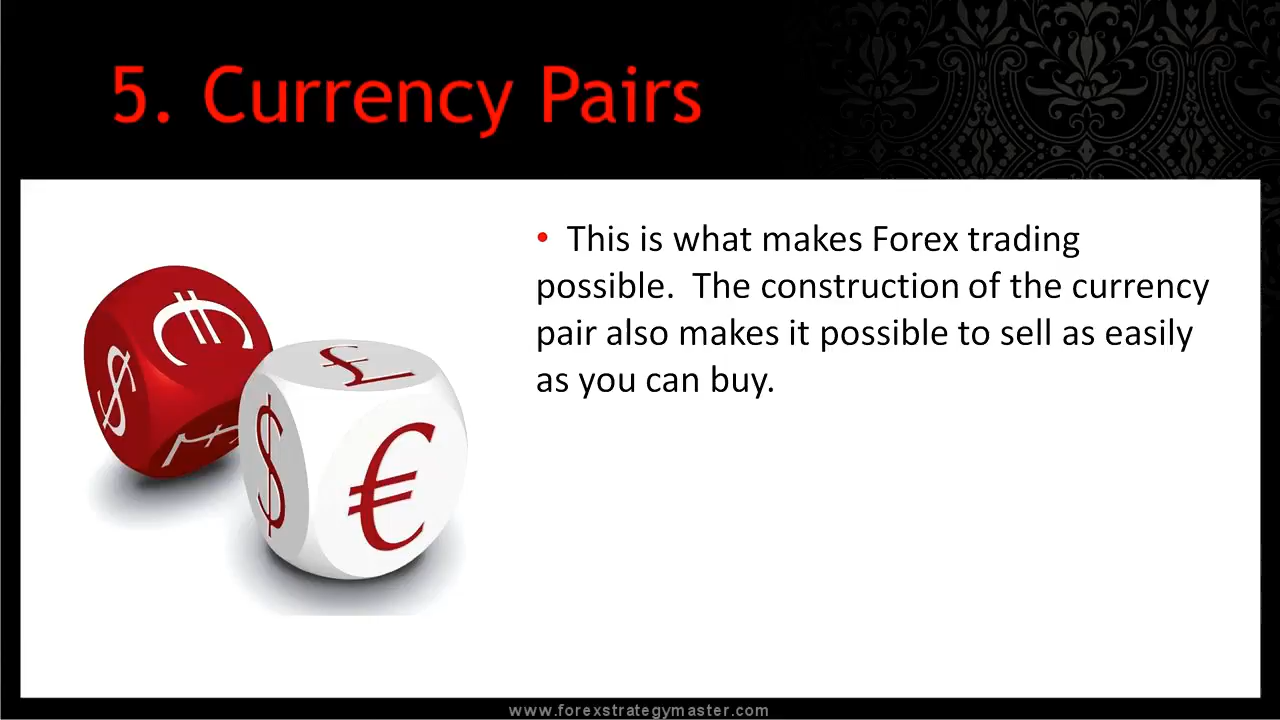 5. Currency Pairs
• This is what makes Forex trading
possible.  The construction of the currency
pair also makes it possible to sell as easily
as you can buy.
€
$
£
$
€
www.forexstrategymaster.com